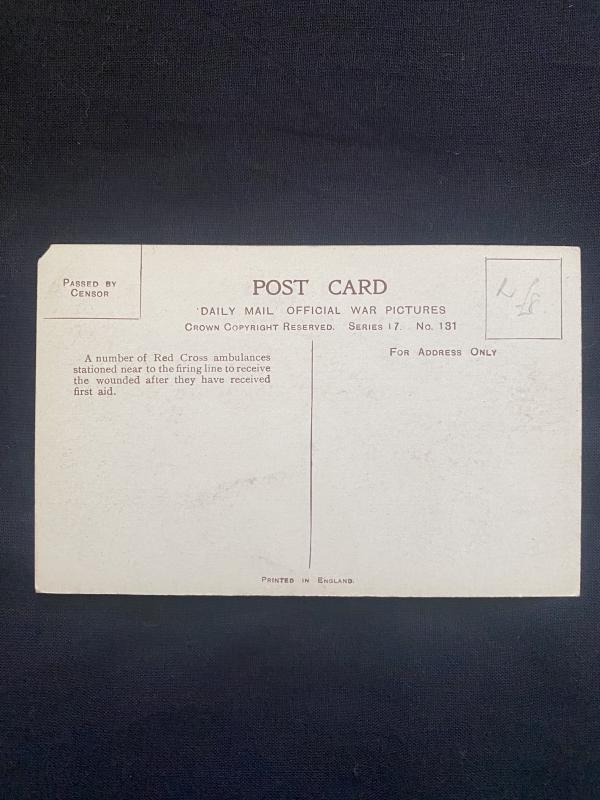 PASSED BY
CENSOR
POST CARD
'DAILY MAIL' OFFICIAL WAR PICTURES
CROWN COPYRIGHT RESERVED. SERIES 17. NO. 131
FOR ADDRESS ONLY
A number of Red Cross ambulances
stationed near to the firing line to receive
the wounded after they have received
first aid.
PRINTED IN ENGLAND.